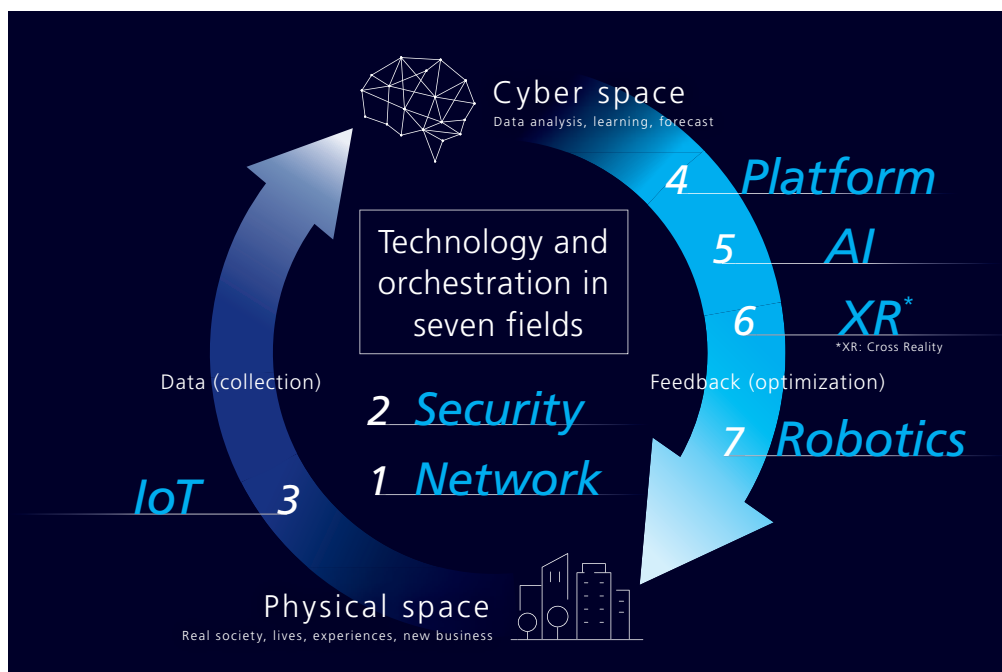 Cyber space
Data analysis, learning, forecast
4 Platform
5 AI
6 XR*
*XR: Cross Reality
Technology and
orchestration in
seven fields
Data (collection)
Feedback (optimization)
2 Security
7 Robotics
1 Network
IoT 3
Physical space
Real society, lives, experiences, new business